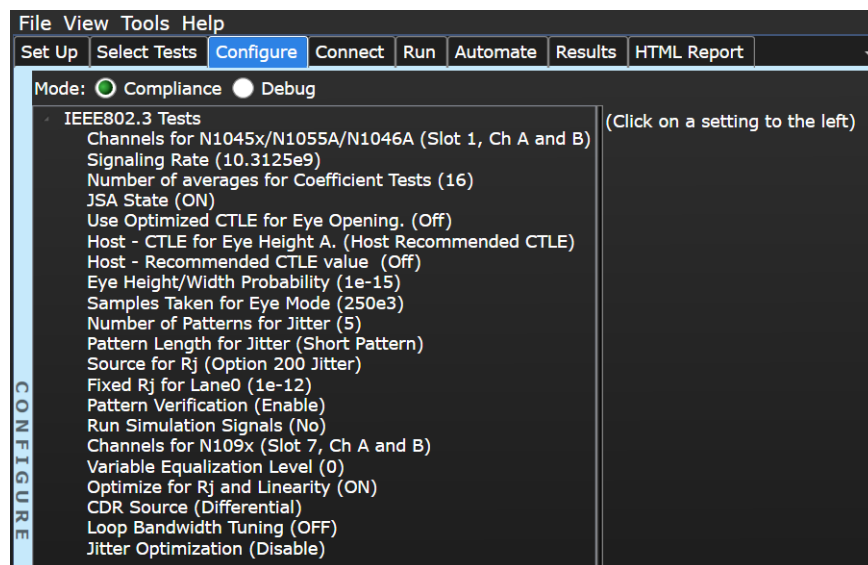 File View Tools Help
Set Up Select Tests Configure Connect Run Automate Results HTML Report
Mode: Compliance Debug
IEEE802.3 Tests
Channels for N1045x/N1055A/N1046A (Slot 1, Ch A and B)
Signaling Rate (10.3125e9)
Number of averages for Coefficient Tests (16)
JSA State (ON)
Use Optimized CTLE for Eye Opening. (Off)
Host - CTLE for Eye Height A. (Host Recommended CTLE)
Host - Recommended CTLE value (Off)
Eye Height/Width Probability (1e-15)
Samples Taken for Eye Mode (250e3)
Number of Patterns for Jitter (5)
Pattern Length for Jitter (Short Pattern)
Source for Rj (Option 200 Jitter)
Fixed Rj for Lane0 (1e-12)
Pattern Verification (Enable)
Run Simulation Signals (No)
Channels for N109x (Slot 7, Ch A and B)
Variable Equalization Level (0)
Optimize for Rj and Linearity (ON)
CDR Source (Differential)
Loop Bandwidth Tuning (OFF)
Jitter Optimization (Disable)
(Click on a setting to the left)
CONFIGURE